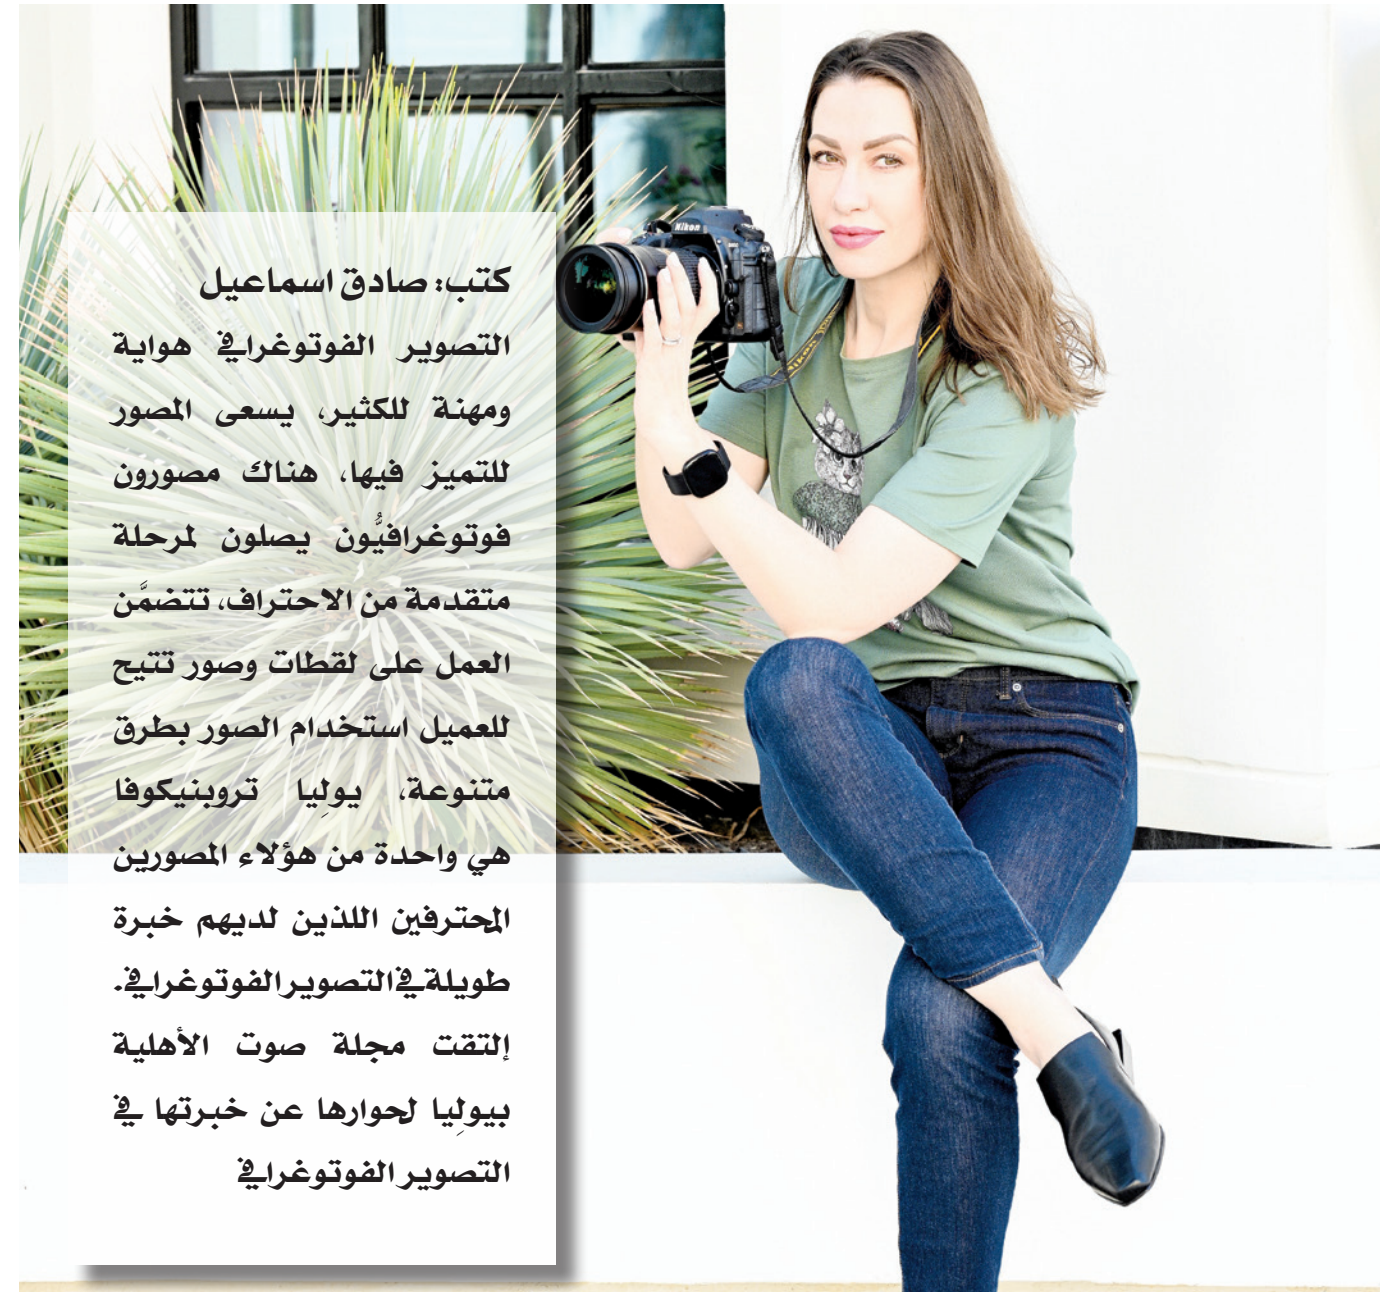 كتب: صادق اسماعيل
التصوير الفوتوغرافي هواية
ومهنة للكثير، يسعى المصور
للتميز فيها، هناك مصورون
فوتوغرافيُّون يصلون لمرحلة
متقدمة من الاحتراف، تتضمَّن
العمل على لقطات وصور تتيح
للعميل استخدام الصور بطرق
متنوعة، يولِيا تروبنيكوفا
هي واحدة من هؤلاء المصورين
المحترفين اللذين لديهم خبرة
طويلة في التصوير الفوتوغرافي.
إلتقت مجلة صوت الأهلية
بيولِيا لحوارها عن خبرتها في
التصوير الفوتوغرافي
Nikon
Nikon